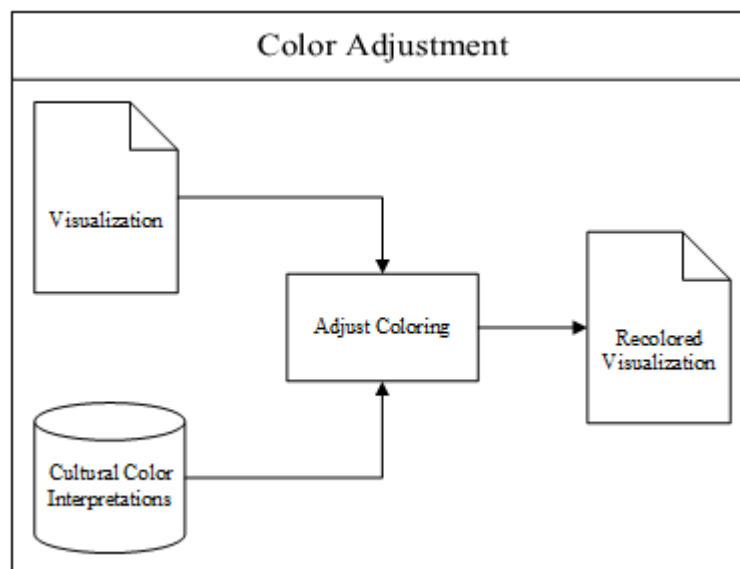 Color Adjustment
Visualization
Adjust Coloring
Recolored
Visualization
Cultural Color
Interpretations